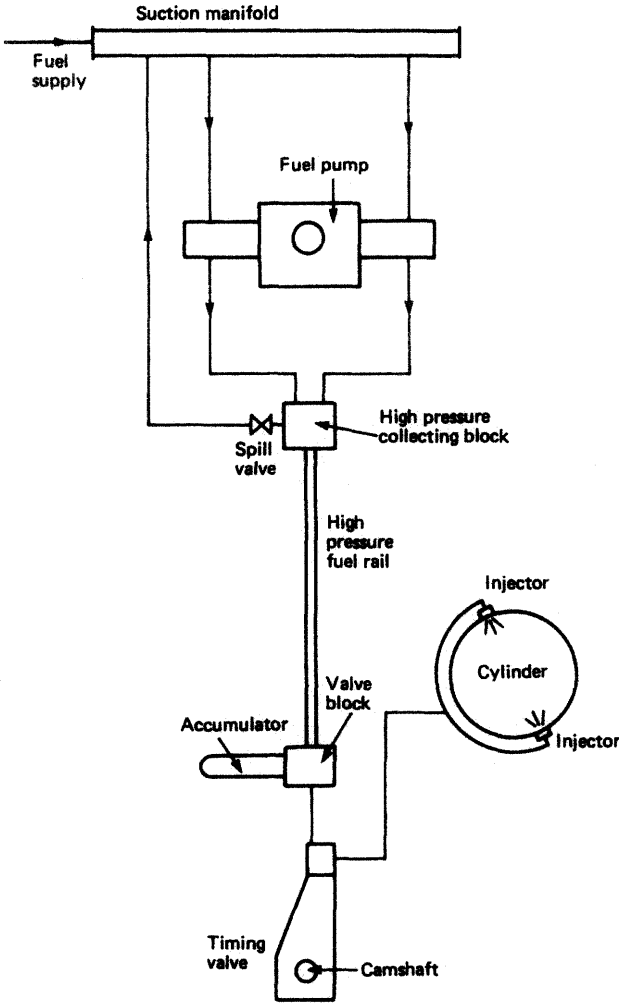 Suction manifold
Fuel
supply
Fuel pump
High pressure
collecting block
Spill
valve
High
pressure
fuel rail
Injector
Cylinder
Valve
block
Accumulator
Injector
Timing
valve
Camshaft